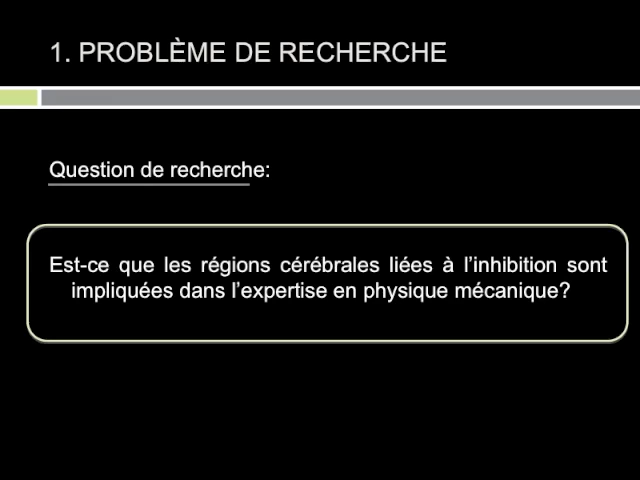 1. PROBLÈME DE RECHERCHE
Question de recherche:
Est-ce que les régions cérébrales liées à l’inhibition sont
impliquées dans l’expertise en physique mécanique?